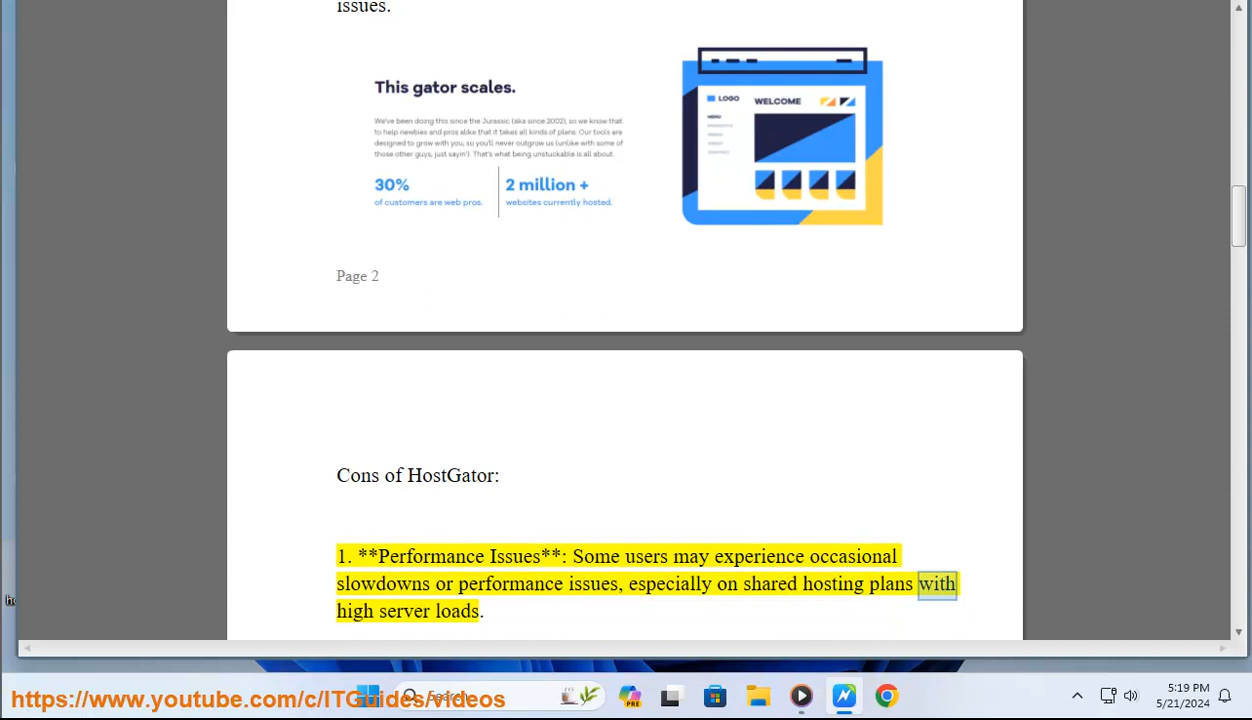 issues.
This gator scales.
We've been doing this since the Jurassic (aka since 2002), so we know that
to help newbies and pros alike that it takes all kinds of plans. Our tools are
designed to grow with you, so you'll never outgrow us (unlike with some of
those other guys, just sayin'). That's what being unstuckable is all about.
30%
of customers are web pros.
2 million +
websites currently hosted.
LOGO
WELCOME
MENU
Page 2
Cons of HostGator:
1. **Performance Issues**: Some users may experience occasional
slowdowns or performance issues, especially on shared hosting plans with
high server loads.
https://www.youtube.com/c/ITGuides/videos
Search
PRE
5:19 PM
5/21/2024